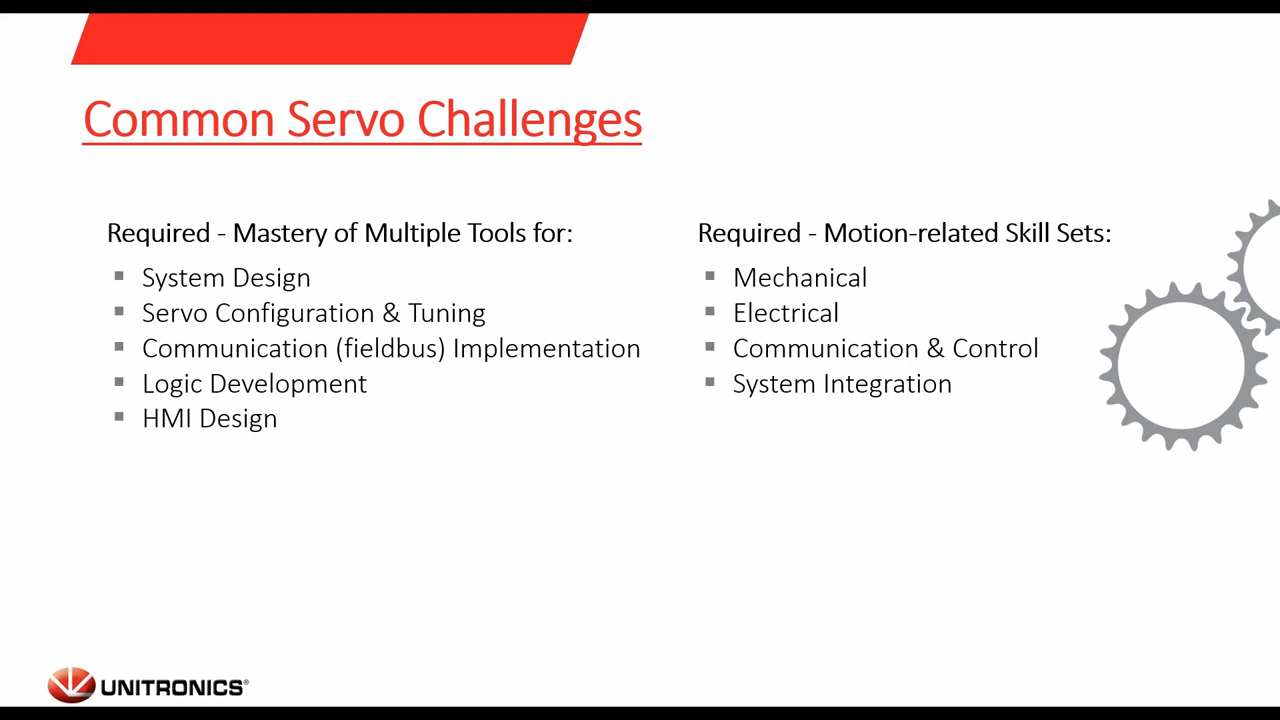 Common Servo Challenges
Required - Mastery of Multiple Tools for:
▪ System Design
▪ Servo Configuration & Tuning
▪ Communication (fieldbus) Implementation
▪ Logic Development
▪ HMI Design
Required - Motion-related Skill Sets:
▪ Mechanical
▪ Electrical
▪ Communication & Control
▪ System Integration
UNITRONICS®